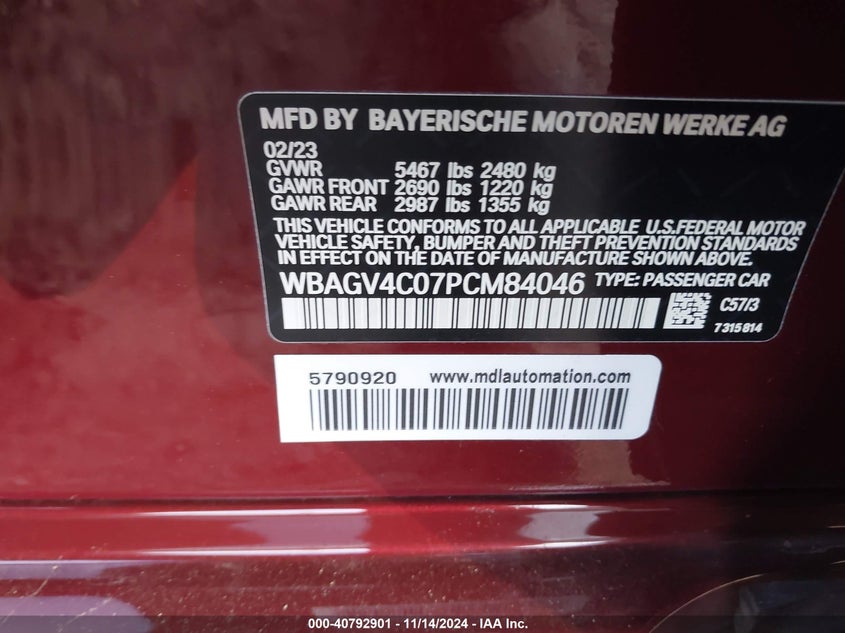 MFD BY BAYERISCHE MOTOREN WERKE AG
02/23
GVWR 5467 lbs 2480 kg
GAWR FRONT 2690 lbs 1220 kg
GAWR REAR 2987 lbs 1355 kg
THIS VEHICLE CONFORMS TO ALL APPLICABLE U.S.FEDERAL MOTOR
VEHICLE SAFETY, BUMPER AND THEFT PREVENTION STANDARDS
IN EFFECT ON THE DATE OF MANUFACTURE SHOWN ABOVE.
WBAGV4C07PCM84046 TYPE: PASSENGER CAR
C57/3
7315814
5790920 www.mdlautomation.com
000-40792901 - 11/14/2024 - IAA Inc.